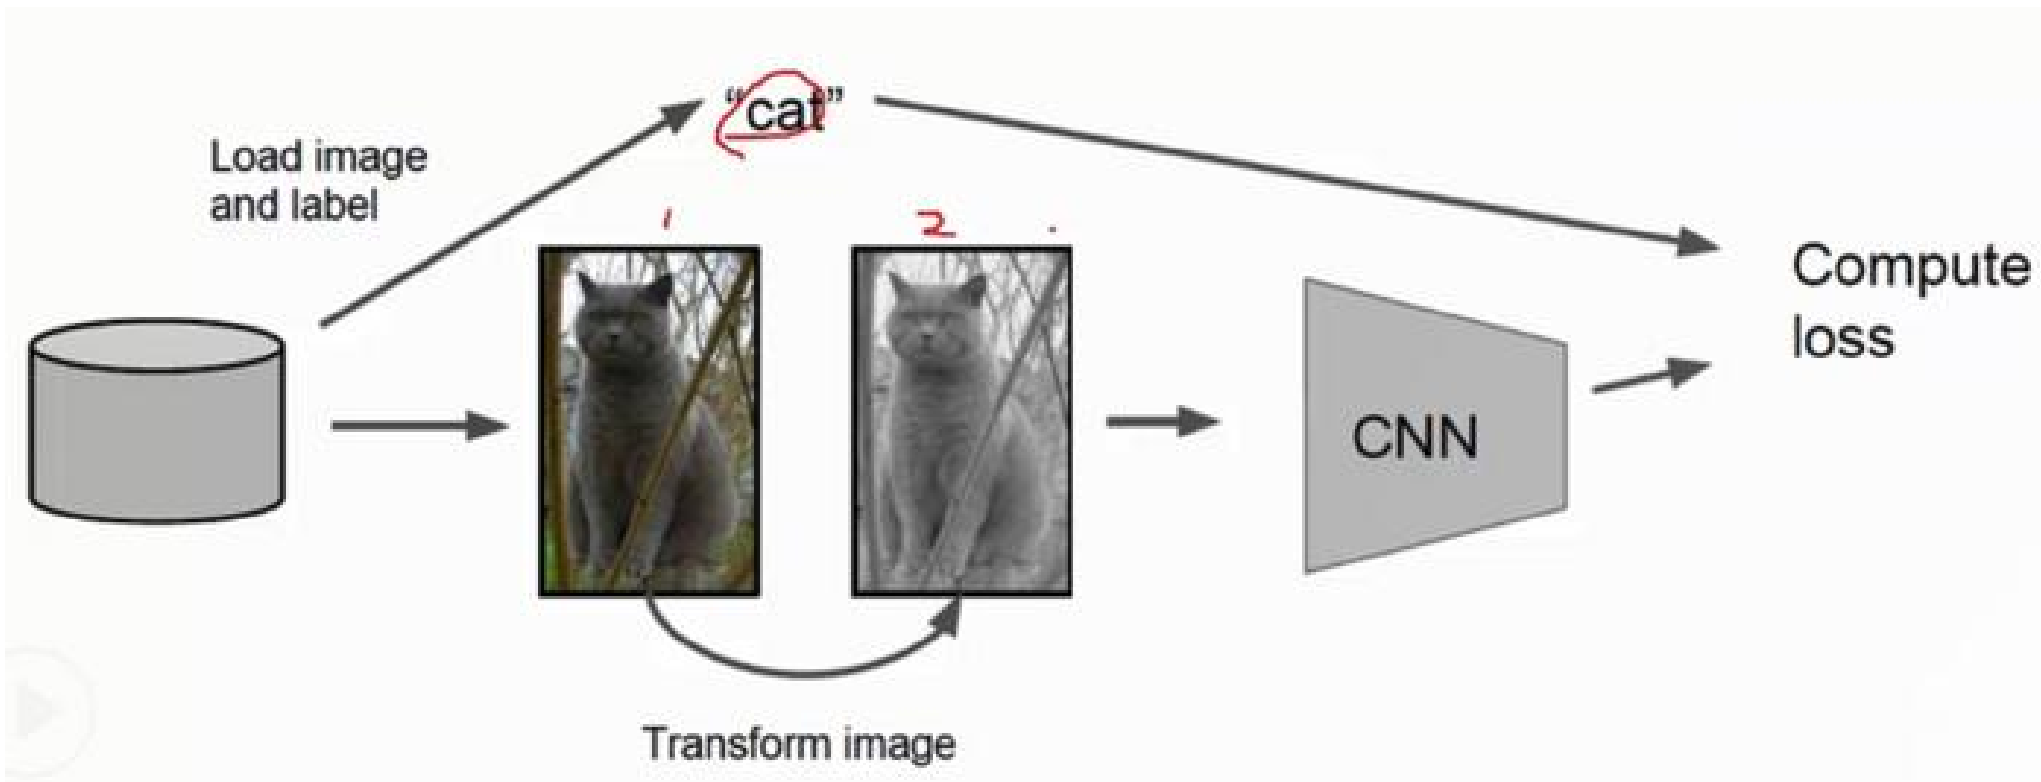 “cat”
Load image
and label
1
2
Compute
loss
CNN
Transform image